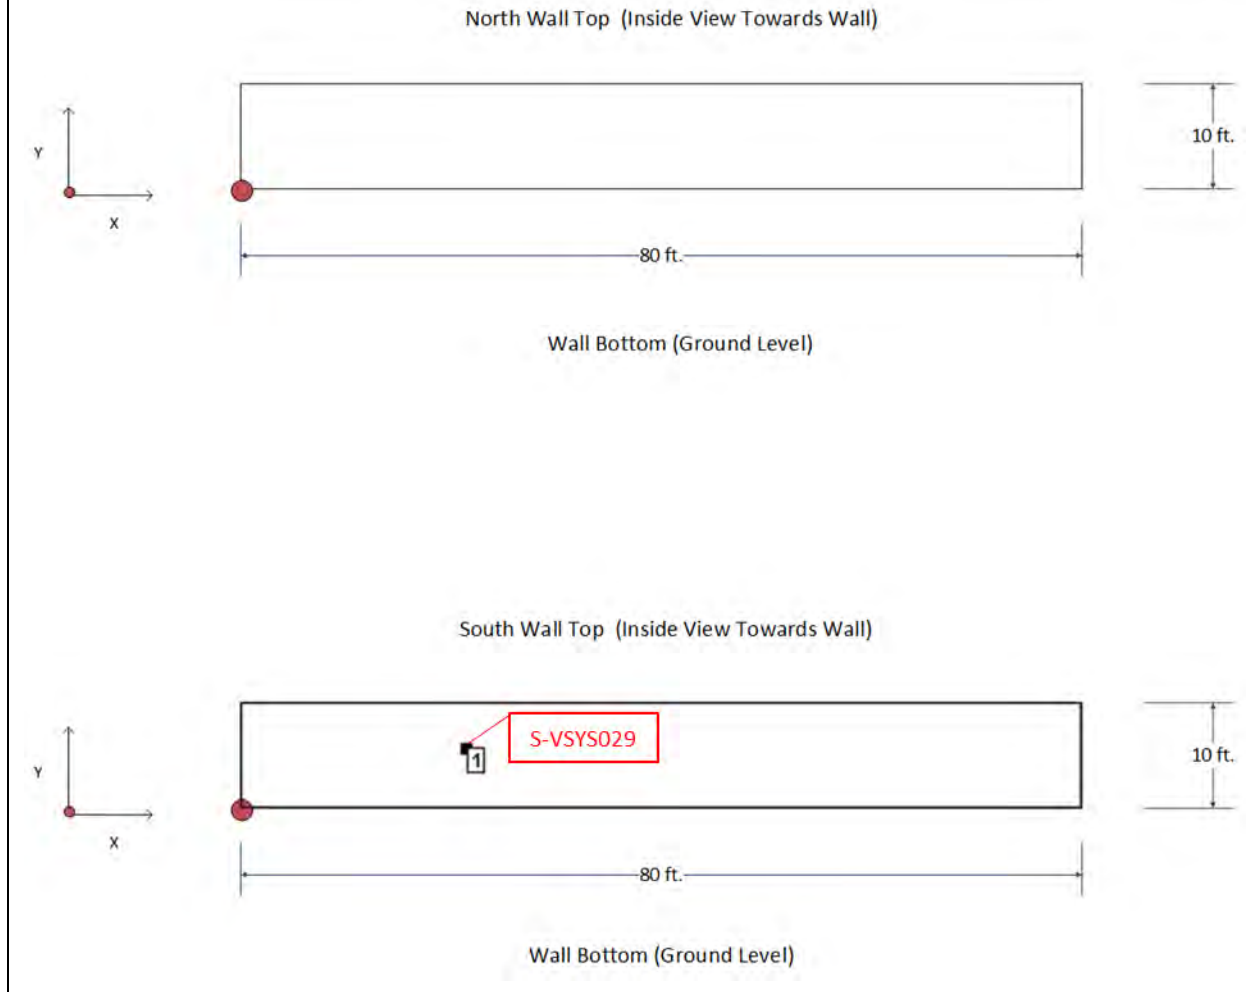 North Wall Top (Inside View Towards Wall)
Y
X
10 ft.
80 ft.
Wall Bottom (Ground Level)
South Wall Top (Inside View Towards Wall)
S-VSYS029
1
Y
X
10 ft.
80 ft.
Wall Bottom (Ground Level)